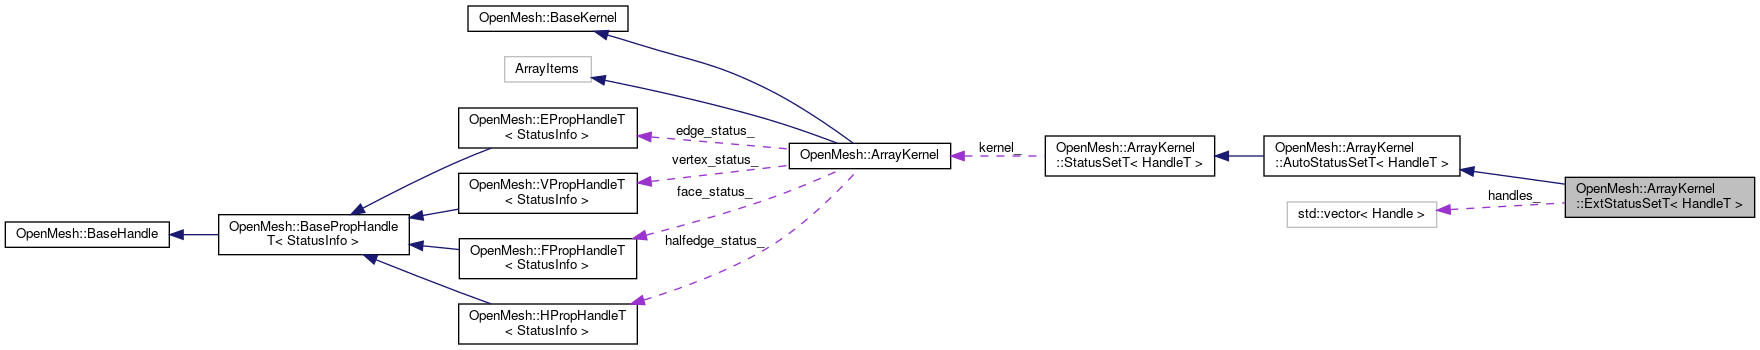 OpenMesh::BaseKernel
ArrayItems
OpenMesh::EPropHandleT
< StatusInfo >
edge_status_
OpenMesh::ArrayKernel
kernel_
OpenMesh::ArrayKernel
::StatusSetT< HandleT >
OpenMesh::ArrayKernel
::AutoStatusSetT< HandleT >
vertex_status_
OpenMesh::VPropHandleT
< StatusInfo >
face_status_
OpenMesh::ArrayKernel
::ExtStatusSetT< HandleT >
handles_
std::vector< Handle >
OpenMesh::BaseHandle
OpenMesh::BasePropHandle
T< StatusInfo >
halfedge_status_
OpenMesh::FPropHandleT
< StatusInfo >
OpenMesh::HPropHandleT
< StatusInfo >